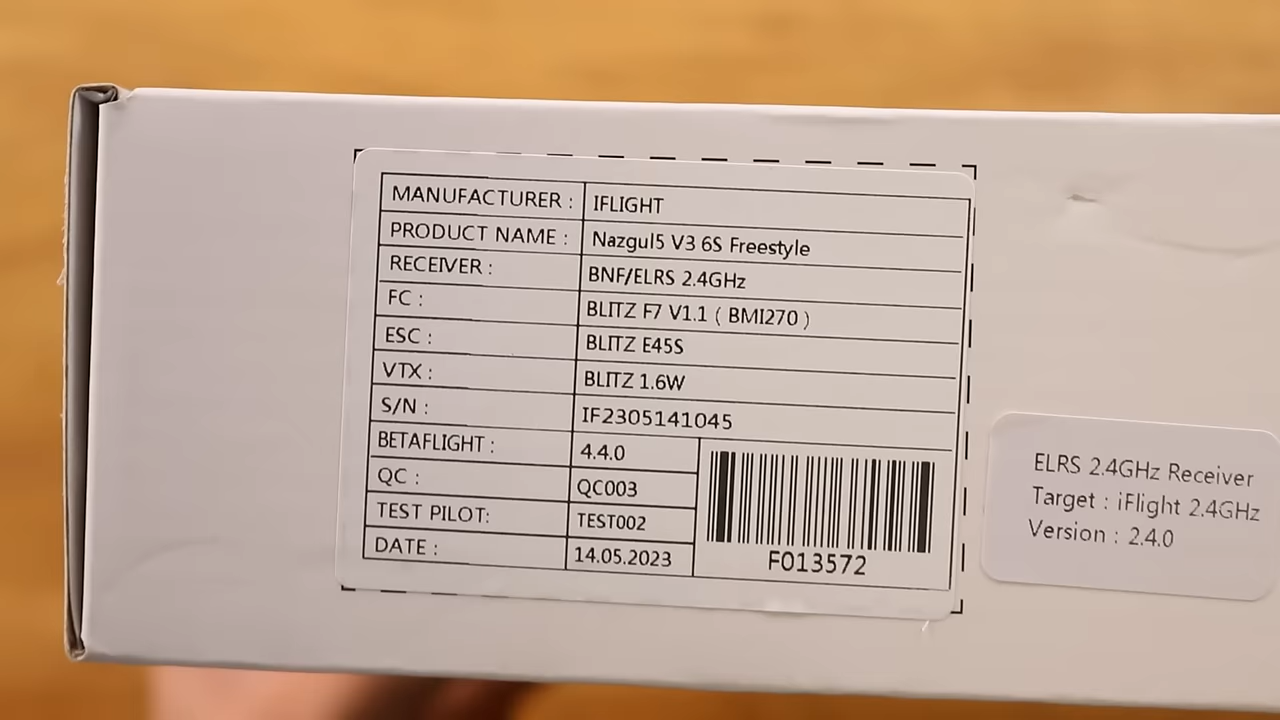 MANUFACTURER : IFLIGHT
PRODUCT NAME : Nazgul5 V3 6S Freestyle
RECEIVER : BNF/ELRS 2.4GHz
FC : BLITZ F7 V1.1 ( BMI270 )
ESC : BLITZ E45S
VTX : BLITZ 1.6W
S/N : IF2305141045
BETAFLIGHT : 4.4.0
QC : QC003
TEST PILOT: TEST002
DATE : 14.05.2023
F013572
ELRS 2.4GHz Receiver
Target : iFlight 2.4GHz
Version : 2.4.0